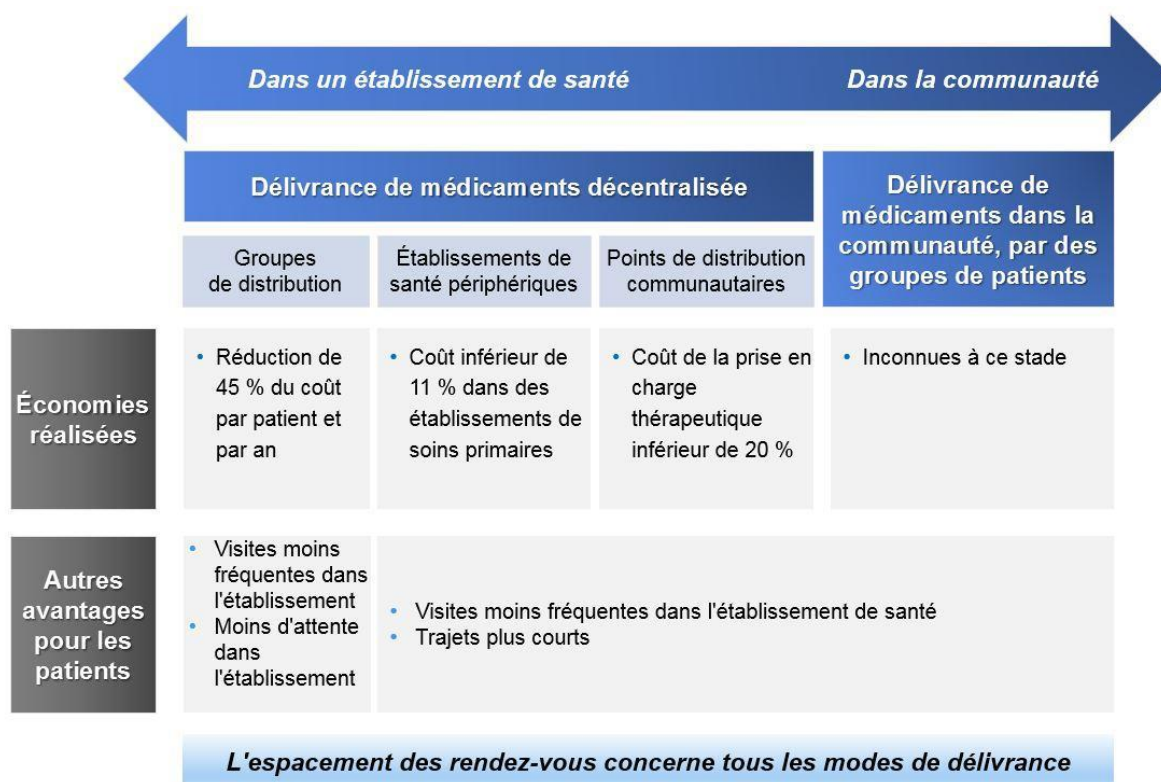 Dans un établissement de santé
Dans la communauté
Délivrance de médicaments décentralisée
Délivrance de
médicaments dans la
communauté, par des
groupes de patients
Groupes
de distribution
Établissements de
santé périphériques
Points de distribution
communautaires
Économies
réalisées
• Réduction de
45 % du coût
par patient et
par an
• Coût inférieur de
11 % dans des
établissements de
soins primaires
• Coût de la prise en
charge
thérapeutique
inférieur de 20 %
• Inconnues à ce stade
Autres
avantages
pour les
patients
• Visites moins
fréquentes dans
l'établissement
• Moins d'attente
dans
l'établissement
• Visites moins fréquentes dans l'établissement de santé
• Trajets plus courts
L'espacement des rendez-vous concerne tous les modes de délivrance